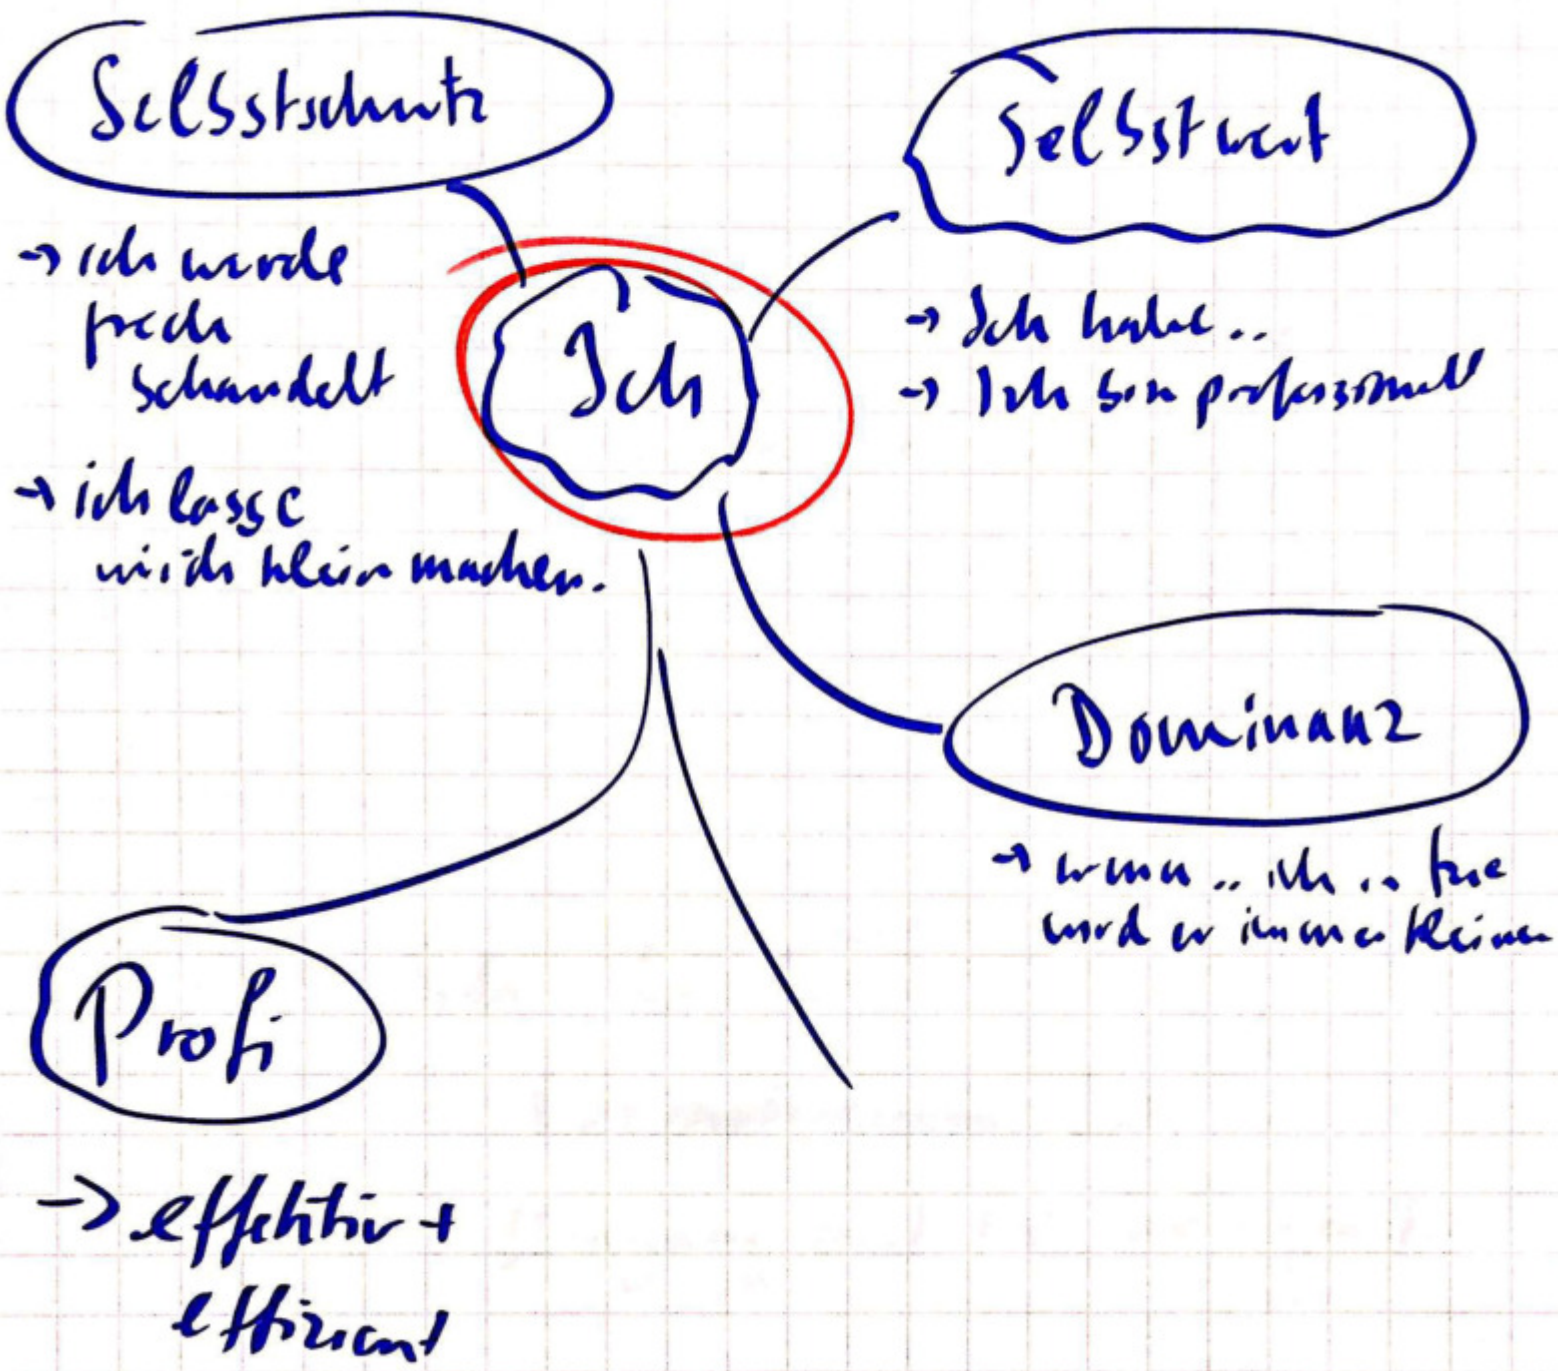 Selbstschutz
→ ich werde
frech
behandelt
→ ich lasse
mich klein machen.
Selbstwert
→ Ich habe..
→ Ich bin professionell
Ich
Dominanz
→ wenn .. ich .. tue
wird er immer kleiner
Profi
→ effektiv +
effizient